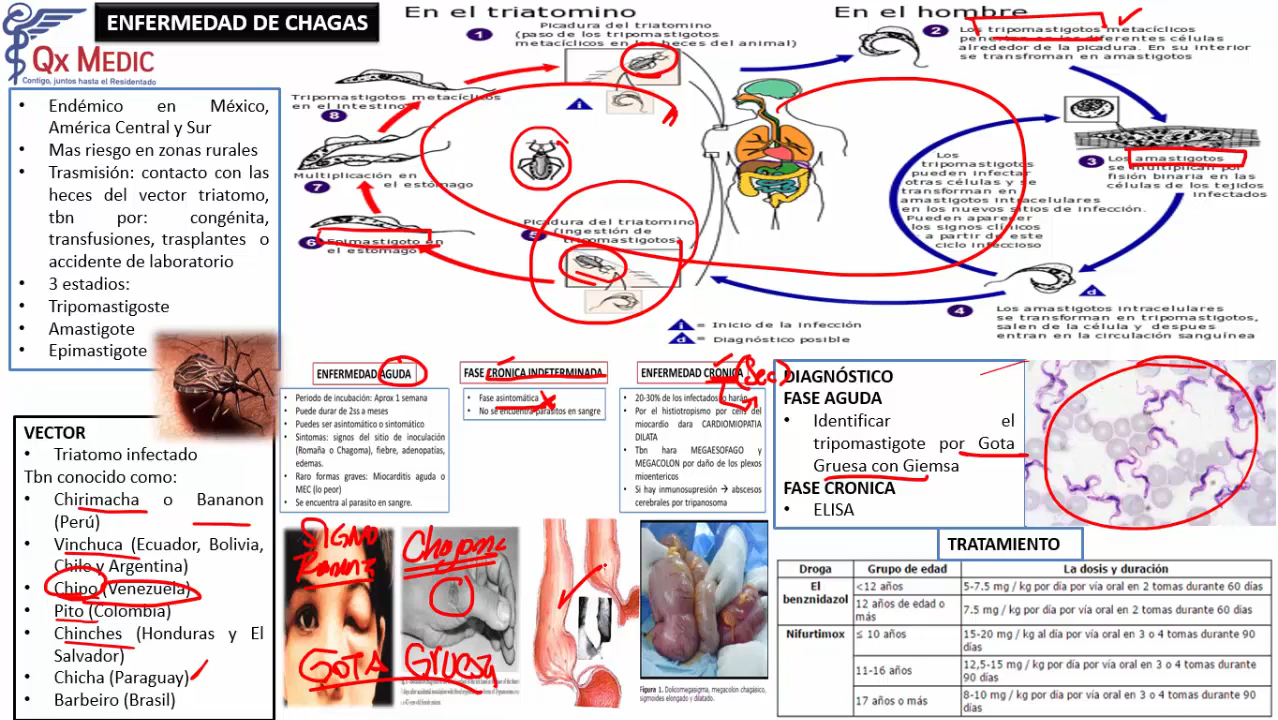 ENFERMEDAD DE CHAGAS
Qx MEDIC
Contigo, juntos hasta el Residentado
• Endémico en México,
América Central y Sur
• Mas riesgo en zonas rurales
• Trasmisión: contacto con las
heces del vector triatomo,
tbn por: congénita,
transfusiones, trasplantes o
accidente de laboratorio
• 3 estadios:
• Tripomastigoste
• Amastigote
• Epimastigote
VECTOR
• Triatomo infectado
Tbn conocido como:
• Chirimacha o Bananon
(Perú)
• Vinchuca (Ecuador, Bolivia,
Chile y Argentina)
• Chipo (Venezuela)
• Pito (Colombia)
• Chinches (Honduras y El
Salvador)
• Chicha (Paraguay)
• Barbeiro (Brasil)
En el triatomino
En el hombre
1
Picadura del triatomino
(paso de los tripomastigotos
metacíclicos en las heces del animal)
2
Los tripomastigotos metacíclicos
penetran en las diferentes células
alrededor de la picadura. En su interior
se transfroman en amastigotos
3
Los amastigotos
se multiplican por
fisión binaria en las
células de los tejidos
infectados
Los
tripomastigotos
pueden infectar
otras células y se
transforman en
amastigotos intracelulares
en los nuevos sitios de infección.
Pueden aparecer
los signos clínicos
a partir de este
ciclo infeccioso
4
Los amastigotos intracelulares
se transforman en tripomastigotos,
salen de la célula y despues
entran en la circulación sanguínea
5
Picadura del triatomino
(ingestión de
tripomastigotos)
6
Epimastigoto en
el estómago
7
Multiplicación en
el estómago
8
Tripomastigotos metacíclicos
en el intestino
i
d
i = Inicio de la infección
d = Diagnóstico posible
ENFERMEDAD AGUDA
• Periodo de incubación: Aprox 1 semana
• Puede durar de 2ss a meses
• Puedes ser asintomático o sintomático
• Sintomas: signos del sitio de inoculación
(Romaña o Chagoma), fiebre, adenopatías,
edemas.
• Raro formas graves: Miocarditis aguda o
MEC (lo peor)
• Se encuentra al parasito en sangre.
FASE CRONICA INDETERMINADA
• Fase asintomática
• No se encuentra parasitos en sangre
ENFERMEDAD CRONICA
(Sec)
• 20-30% de los infectados lo harán
• Por el histiotropismo por cels del
miocardio dara CARDIOMIOPATIA
DILATA
• Tbn hara MEGAESOFAGO y
MEGACOLON por daño de los plexos
mioentericos
• Si hay inmunosupresión → abscesos
cerebrales por tripanosoma
DIAGNÓSTICO
FASE AGUDA
• Identificar el
tripomastigote por Gota
Gruesa con Giemsa
FASE CRONICA
• ELISA
SIGNO
Chagoma
GOTA GRUESA
Figura 1. Dolicomegasigma, megacolon chagásico,
sigmoides elongado y dilatado.
TRATAMIENTO
Droga Grupo de edad La dosis y duración
El benznidazol <12 años 5-7.5 mg / kg por día por vía oral en 2 tomas durante 60 días
12 años de edad o más 7.5 mg / kg por día por vía oral en 2 tomas durante 60 días
Nifurtimox ≤ 10 años 15-20 mg / kg al día por vía oral en 3 o 4 tomas durante 90 días
11-16 años 12,5-15 mg / kg por día por vía oral en 3 o 4 tomas durante 90 días
17 años o más 8-10 mg / kg por día por vía oral en 3 o 4 tomas durante 90 días